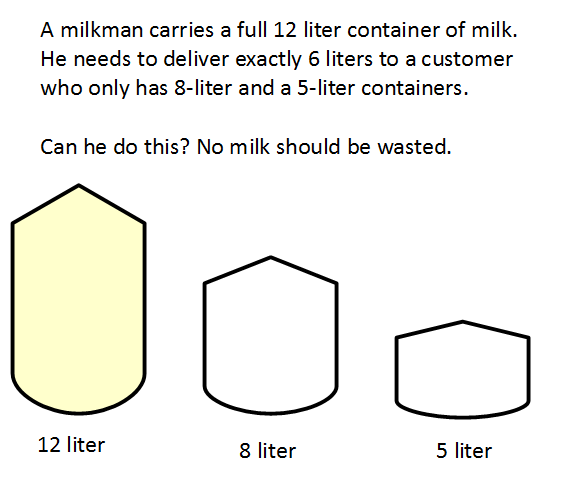 A milkman carries a full 12 liter container of milk.
He needs to deliver exactly 6 liters to a customer
who only has 8-liter and a 5-liter containers.
Can he do this? No milk should be wasted.
12 liter
8 liter
5 liter